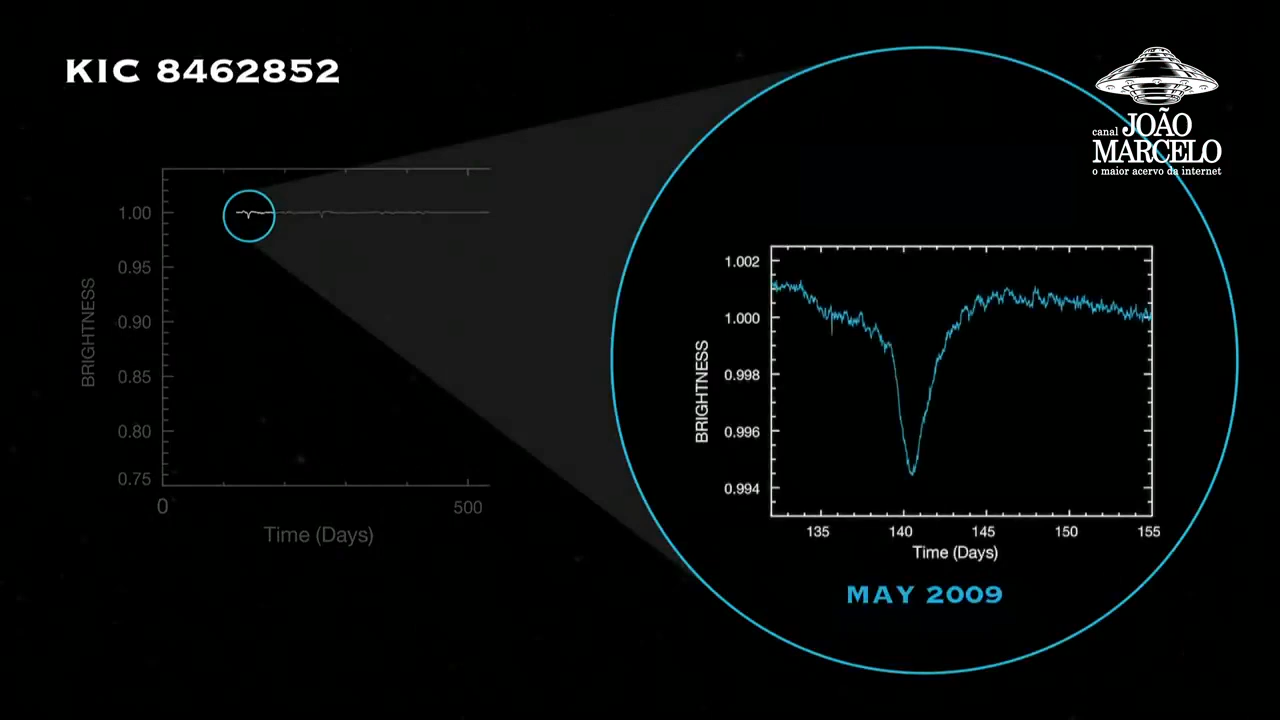 KIC 8462852
canal JOÃO
MARCELO
o maior acervo da internet
1.00
0.95
0.90
0.85
0.80
0.75
BRIGHTNESS
0
500
Time (Days)
1.002
1.000
0.998
0.996
0.994
BRIGHTNESS
135
140
145
150
155
Time (Days)
MAY 2009